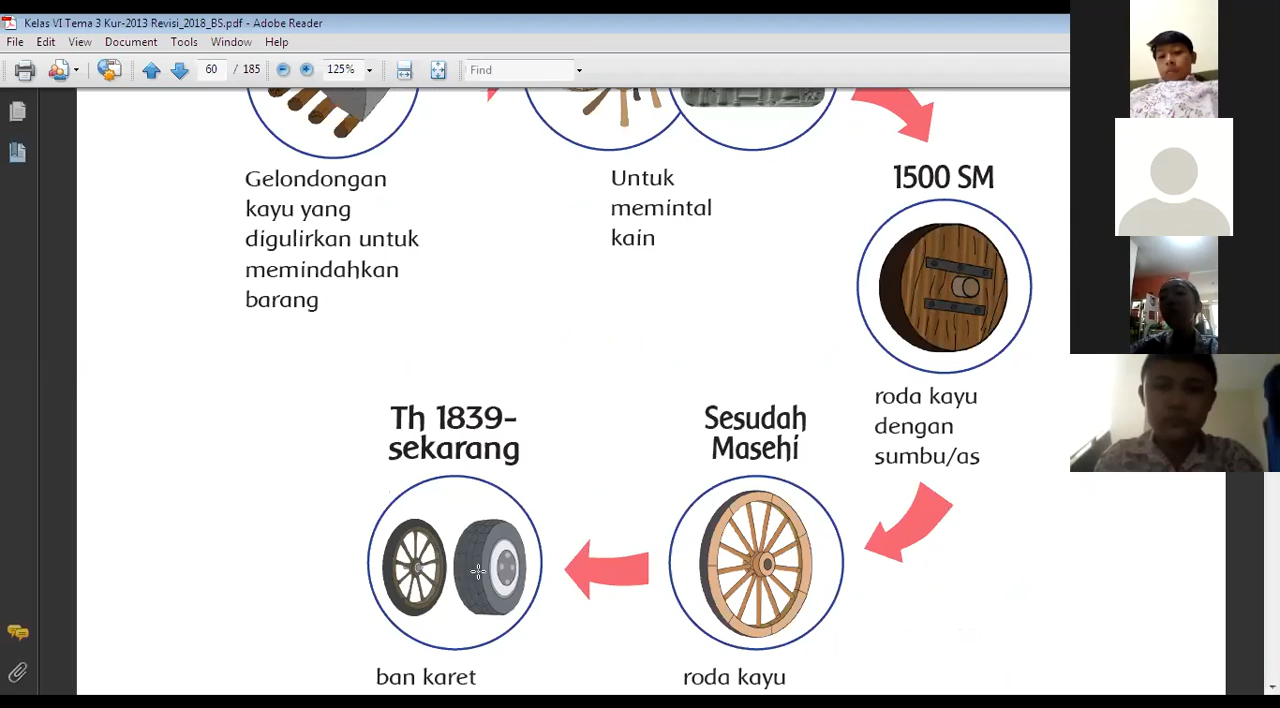 Kelas VI Tema 3 Kur-2013 Revisi_2018_BS.pdf - Adobe Reader
File Edit View Document Tools Window Help
60 / 185 125% Find
Gelondongan
kayu yang
digulirkan untuk
memindahkan
barang
Untuk
memintal
kain
1500 SM
roda kayu
dengan
sumbu/as
Sesudah
Masehi
roda kayu
Th 1839-
sekarang
ban karet